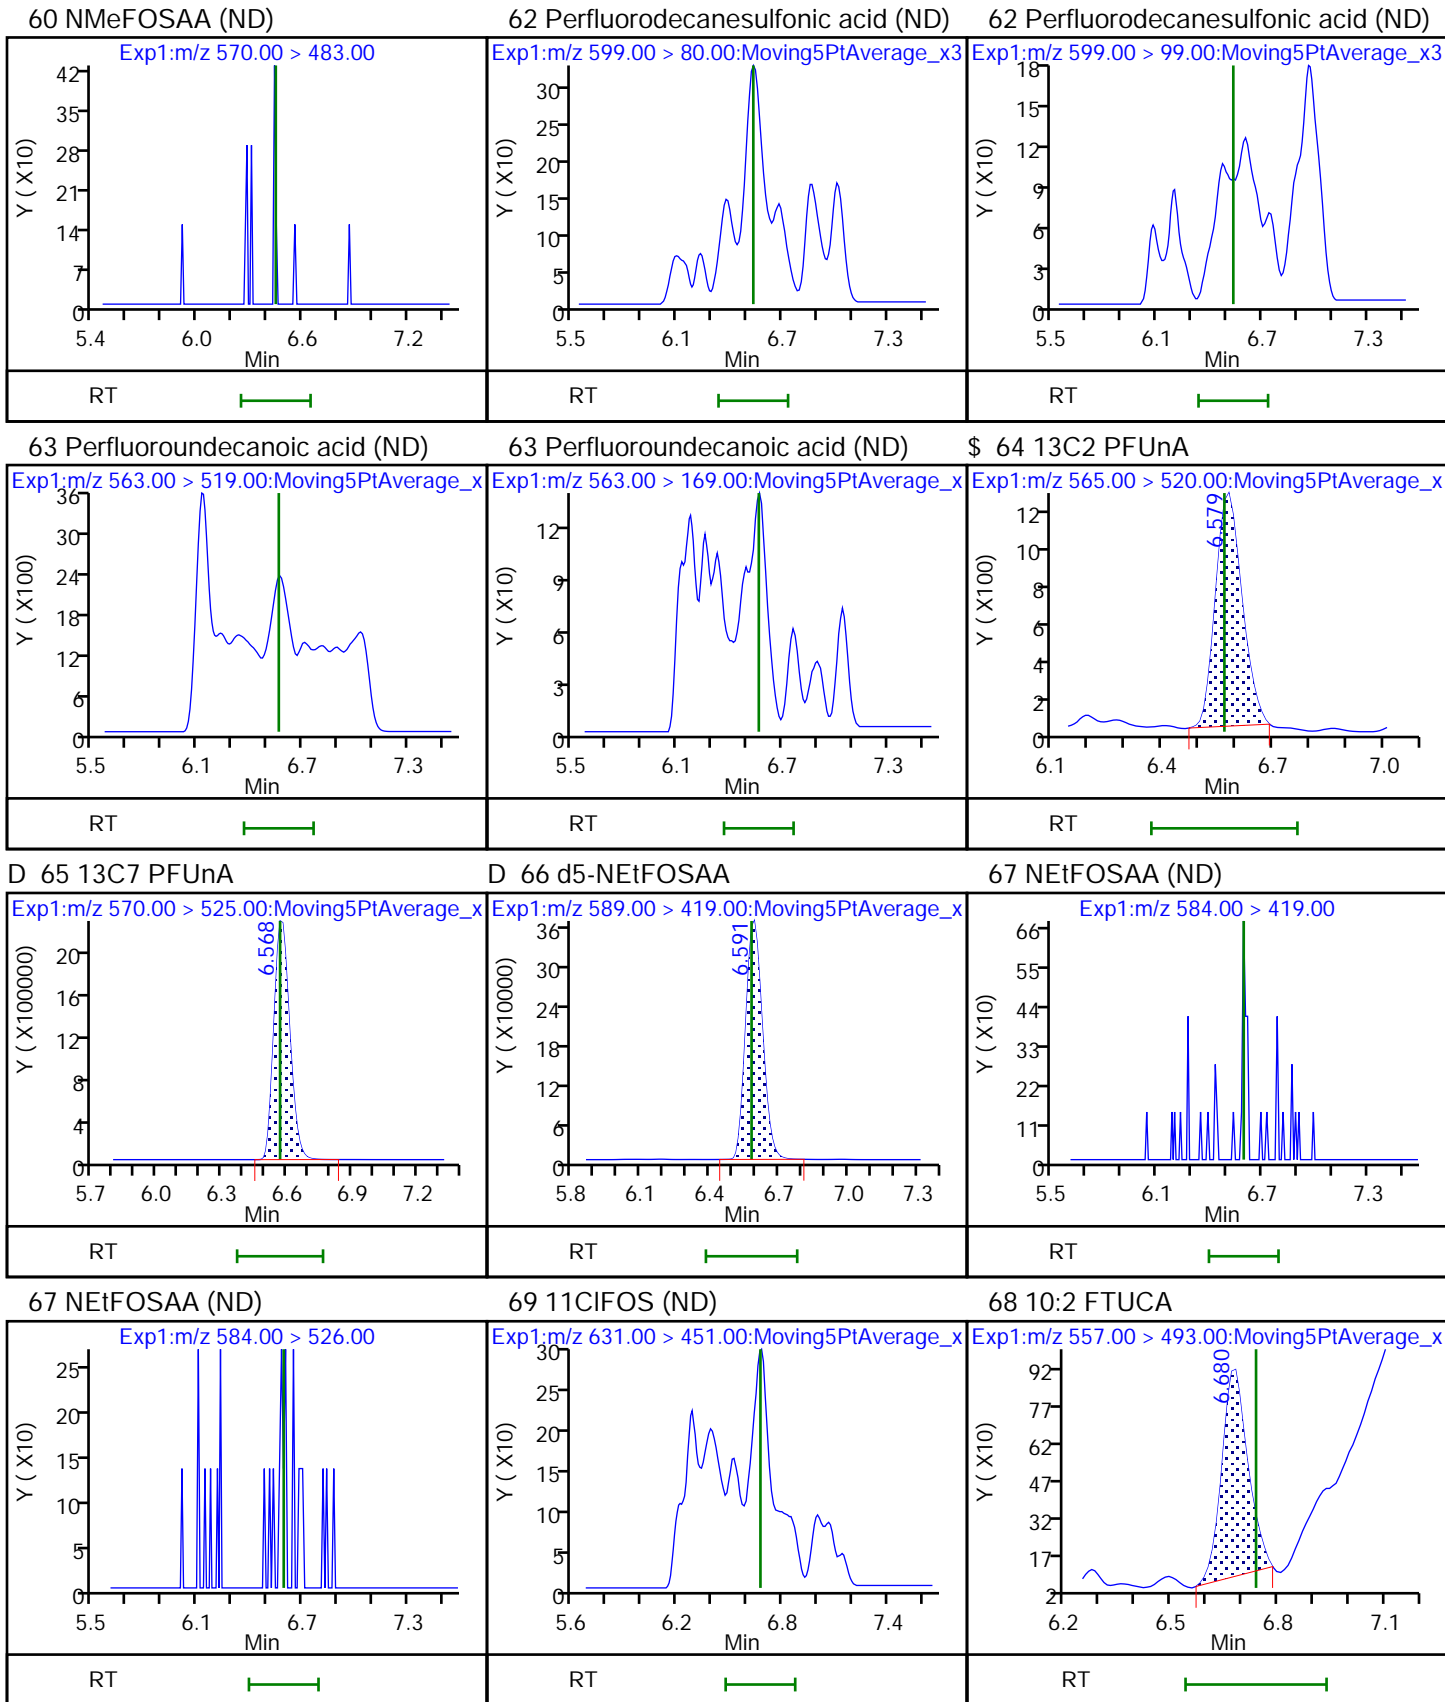 60 NMeFOSAA (ND)
Exp1:m/z 570.00 > 483.00
Y ( X10)
42
35
28
21
14
7
0
5.4 6.0 6.6 7.2
Min
RT
62 Perfluorodecanesulfonic acid (ND)
Exp1:m/z 599.00 > 80.00:Moving5PtAverage_x3
Y ( X10)
30
25
20
15
10
5
0
5.5 6.1 6.7 7.3
Min
RT
62 Perfluorodecanesulfonic acid (ND)
Exp1:m/z 599.00 > 99.00:Moving5PtAverage_x3
Y ( X10)
18
15
12
9
6
3
0
5.5 6.1 6.7 7.3
Min
RT
63 Perfluoroundecanoic acid (ND)
Exp1:m/z 563.00 > 519.00:Moving5PtAverage_x
Y ( X100)
36
30
24
18
12
6
0
5.5 6.1 6.7 7.3
Min
RT
63 Perfluoroundecanoic acid (ND)
Exp1:m/z 563.00 > 169.00:Moving5PtAverage_x
Y ( X10)
12
9
6
3
0
5.5 6.1 6.7 7.3
Min
RT
$ 64 13C2 PFUnA
Exp1:m/z 565.00 > 520.00:Moving5PtAverage_x
6.579
Y ( X100)
12
10
8
6
4
2
0
6.1 6.4 6.7 7.0
Min
RT
D 65 13C7 PFUnA
Exp1:m/z 570.00 > 525.00:Moving5PtAverage_x
6.568
Y ( X100000)
20
16
12
8
4
0
5.7 6.0 6.3 6.6 6.9 7.2
Min
RT
D 66 d5-NEtFOSAA
Exp1:m/z 589.00 > 419.00:Moving5PtAverage_x
6.591
Y ( X10000)
36
30
24
18
12
6
0
5.8 6.1 6.4 6.7 7.0 7.3
Min
RT
67 NEtFOSAA (ND)
Exp1:m/z 584.00 > 419.00
Y ( X10)
66
55
44
33
22
11
0
5.5 6.1 6.7 7.3
Min
RT
67 NEtFOSAA (ND)
Exp1:m/z 584.00 > 526.00
Y ( X10)
25
20
15
10
5
0
5.5 6.1 6.7 7.3
Min
RT
69 11ClFOS (ND)
Exp1:m/z 631.00 > 451.00:Moving5PtAverage_x
Y ( X10)
30
25
20
15
10
5
0
5.6 6.2 6.8 7.4
Min
RT
68 10:2 FTUCA
Exp1:m/z 557.00 > 493.00:Moving5PtAverage_x
6.680
Y ( X10)
92
77
62
47
32
17
2
6.2 6.5 6.8 7.1
Min
RT